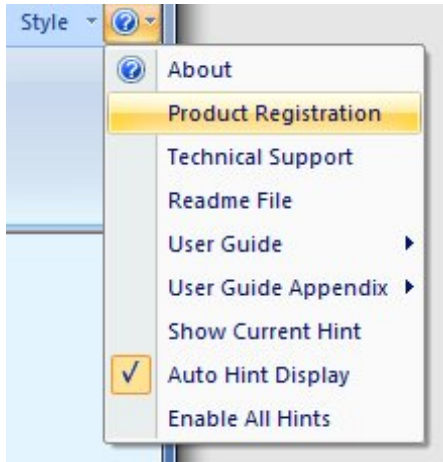 Style
About
Product Registration
Technical Support
Readme File
User Guide
User Guide Appendix
Show Current Hint
Auto Hint Display
Enable All Hints